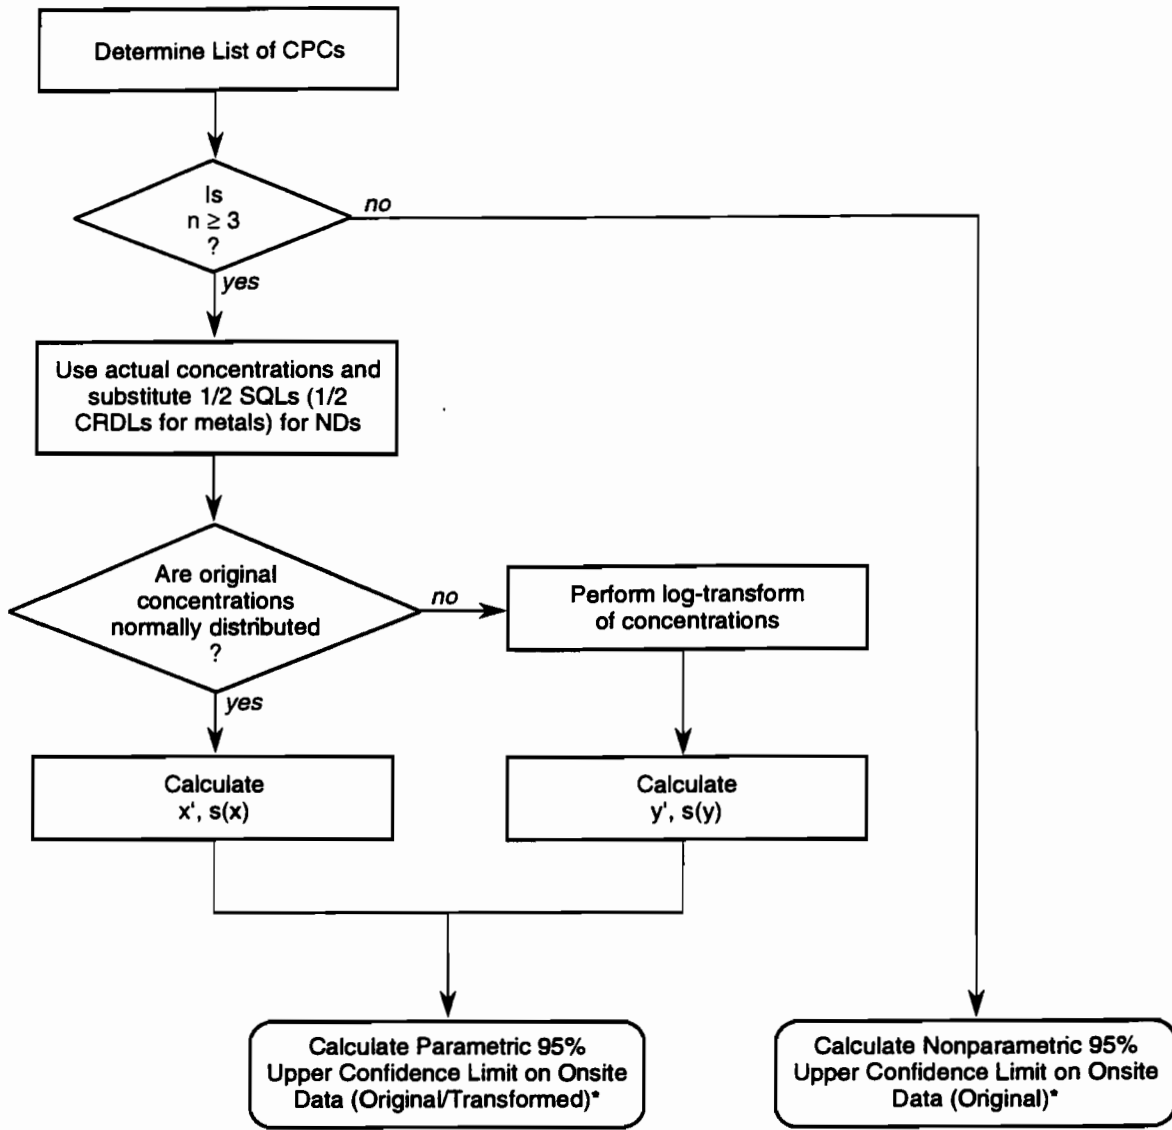 Determine List of CPCs
Is
n ≥ 3
?
no
yes
Use actual concentrations and
substitute 1/2 SQLs (1/2
CRDLs for metals) for NDs
Are original
concentrations
normally distributed
?
no
Perform log-transform
of concentrations
yes
Calculate
x', s(x)
Calculate
y', s(y)
Calculate Parametric 95%
Upper Confidence Limit on Onsite
Data (Original/Transformed)*
Calculate Nonparametric 95%
Upper Confidence Limit on Onsite
Data (Original)*